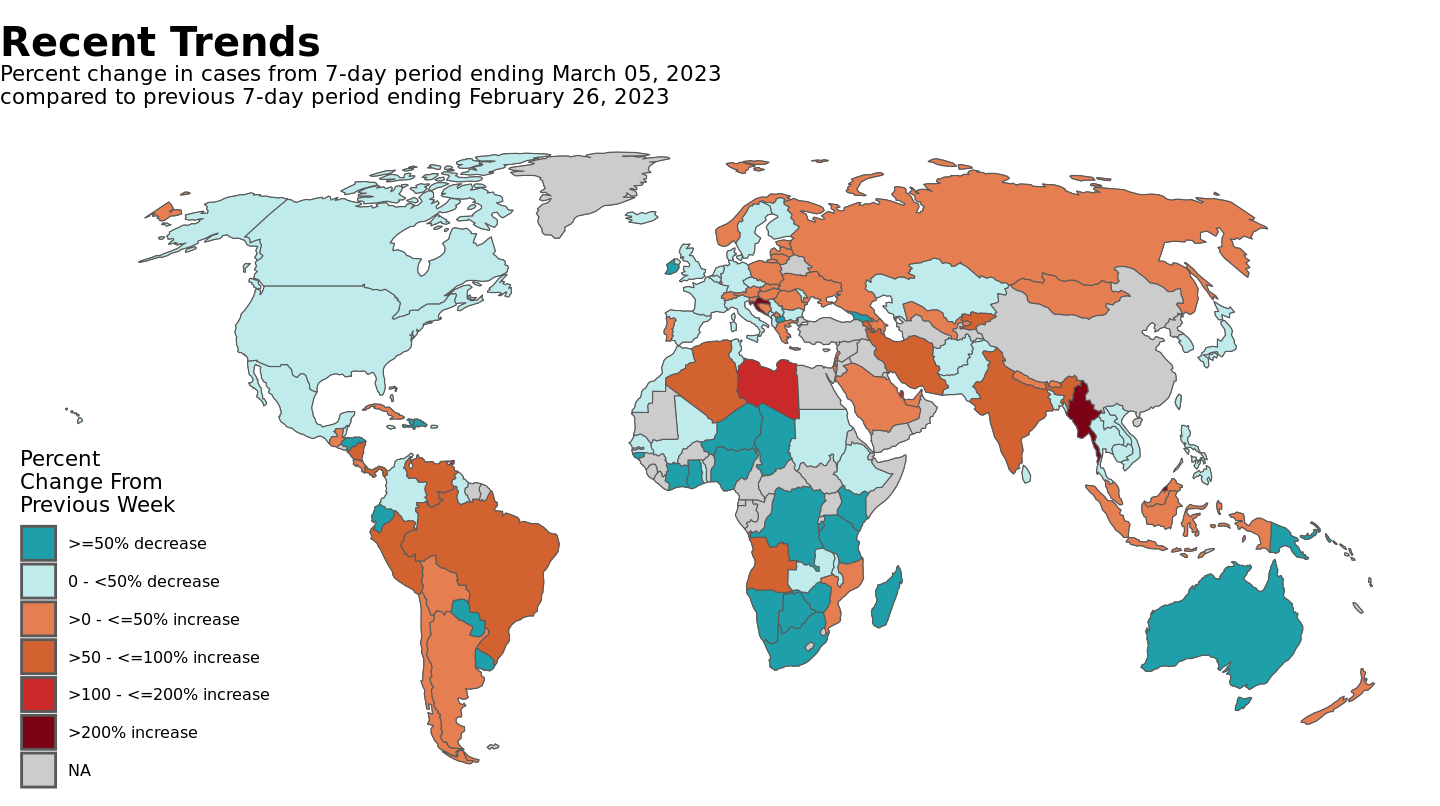 Recent Trends
Percent change in cases from 7-day period ending March 05, 2023
compared to previous 7-day period ending February 26, 2023
Percent
Change From
Previous Week
>=50% decrease
0 - <50% decrease
>0 - <=50% increase
>50 - <=100% increase
>100 - <=200% increase
>200% increase
NA